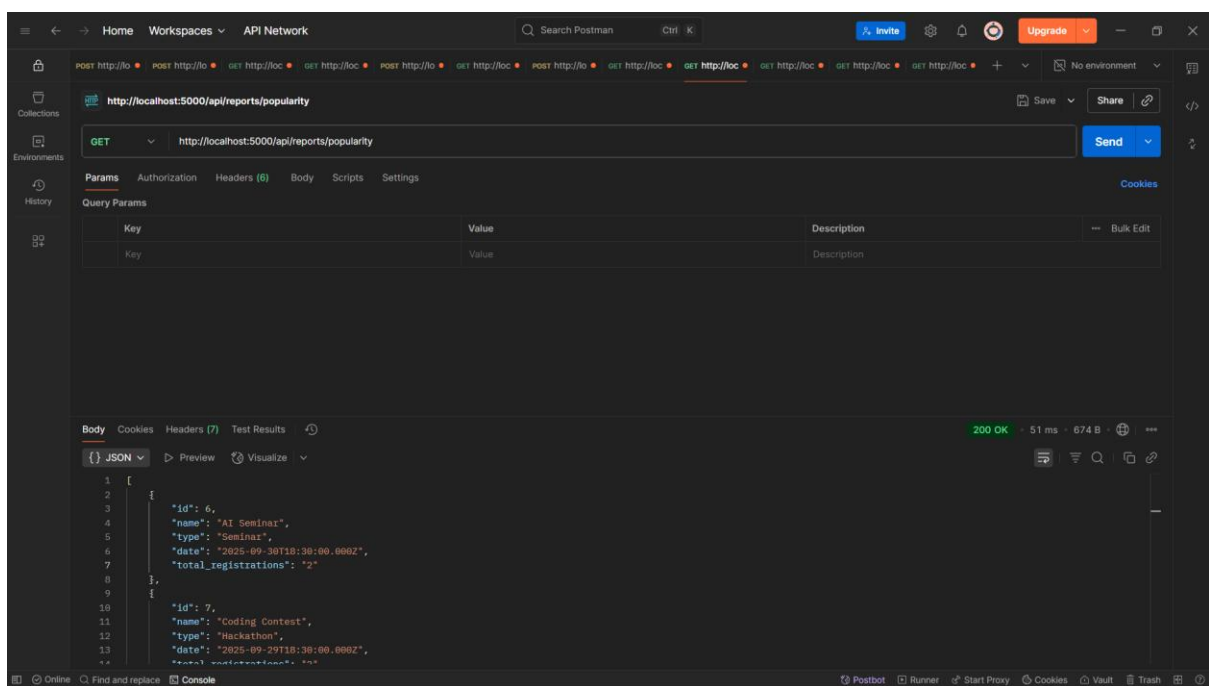 Home Workspaces API Network Search Postman Ctrl K Invite Upgrade
POST http://lo POST http://lo GET http://loc GET http://loc POST http://lo GET http://loc POST http://lo GET http://loc GET http://loc GET http://loc GET http://loc GET http://loc No environment
Collections
Environments
History
HTTP http://localhost:5000/api/reports/popularity Save Share
GET http://localhost:5000/api/reports/popularity Send
Params Authorization Headers (6) Body Scripts Settings Cookies
Query Params
Key Value Description Bulk Edit
Key Value Description
Body Cookies Headers (7) Test Results 200 OK 51 ms 674 B
{} JSON Preview Visualize
1 [
2 {
3 "id": 6,
4 "name": "AI Seminar",
5 "type": "Seminar",
6 "date": "2025-09-30T18:30:00.000Z",
7 "total_registrations": "2"
8 },
9 {
10 "id": 7,
11 "name": "Coding Contest",
12 "type": "Hackathon",
13 "date": "2025-09-29T18:30:00.000Z",
14 "total_registrations": "2"
Online Find and replace Console Postbot Runner Start Proxy Cookies Vault Trash